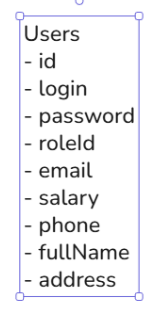 Users
- id
- login
- password
- roleId
- email
- salary
- phone
- fullName
- address